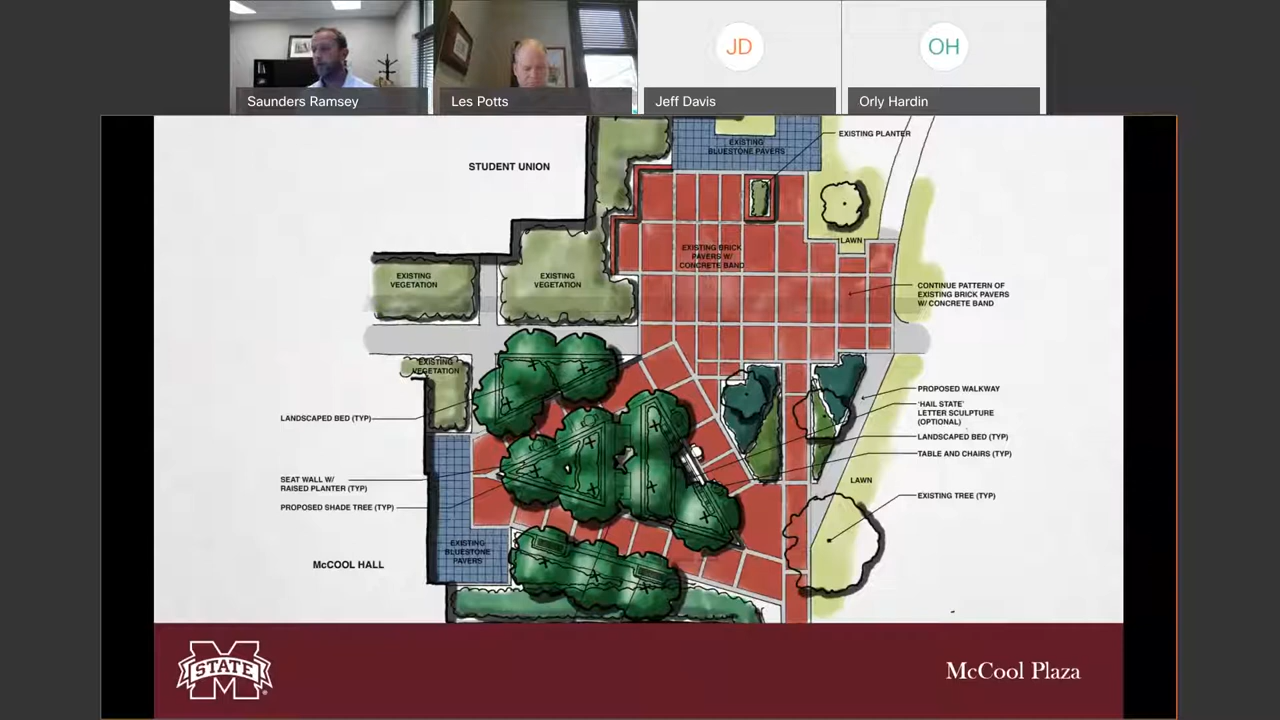 Saunders Ramsey
Les Potts
JD
Jeff Davis
OH
Orly Hardin
STUDENT UNION
EXISTING
BLUESTONE PAVERS
EXISTING PLANTER
LAWN
EXISTING BRICK
PAVERS W/
CONCRETE BAND
EXISTING
VEGETATION
EXISTING
VEGETATION
CONTINUE PATTERN OF
EXISTING BRICK PAVERS
W/ CONCRETE BAND
EXISTING
VEGETATION
LANDSCAPED BED (TYP)
PROPOSED WALKWAY
'HAIL STATE'
LETTER SCULPTURE
(OPTIONAL)
LANDSCAPED BED (TYP)
TABLE AND CHAIRS (TYP)
SEAT WALL W/
RAISED PLANTER (TYP)
PROPOSED SHADE TREE (TYP)
LAWN
EXISTING TREE (TYP)
EXISTING
BLUESTONE
PAVERS
McCOOL HALL
STATE
McCool Plaza